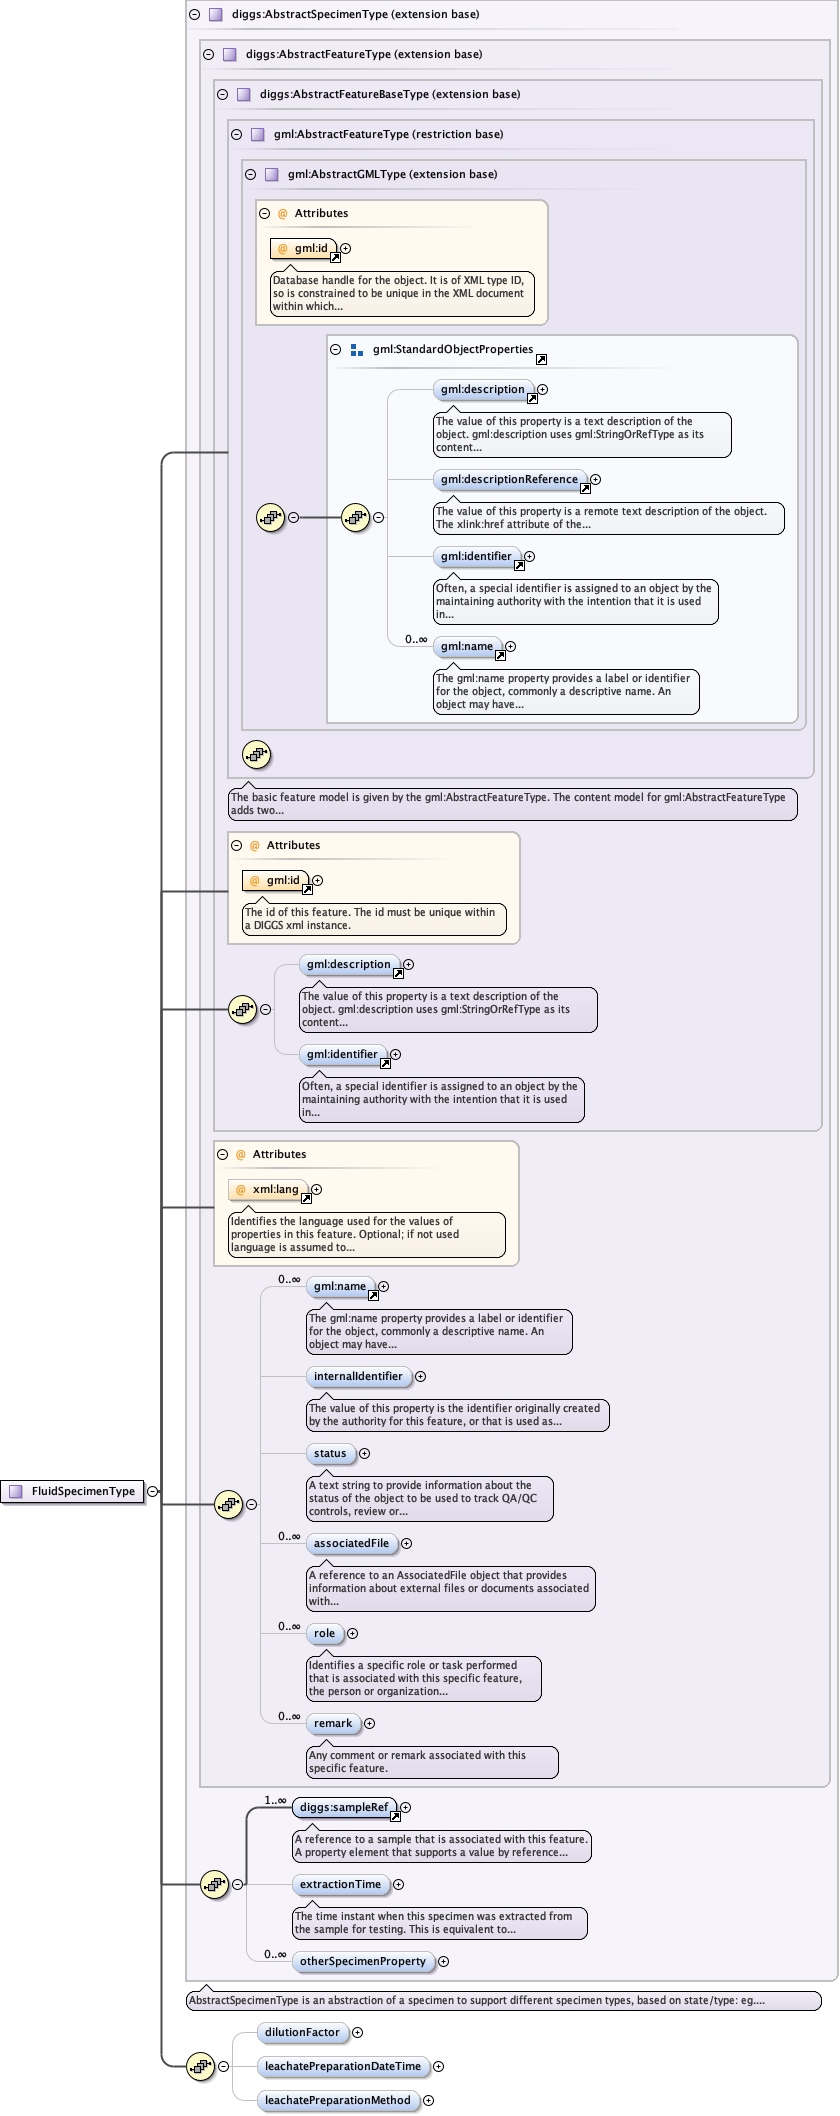 diggs:AbstractSpecimenType (extension base)
diggs:AbstractFeatureType (extension base)
diggs:AbstractFeatureBaseType (extension base)
gml:AbstractFeatureType (restriction base)
gml:AbstractGMLType (extension base)
@ Attributes
@ gml:id
Database handle for the object. It is of XML type ID,
so is constrained to be unique in the XML document
within which...
gml:StandardObjectProperties
gml:description
The value of this property is a text description of the
object. gml:description uses gml:StringOrRefType as its
content...
gml:descriptionReference
The value of this property is a remote text description of the object.
The xlink:href attribute of the...
gml:identifier
Often, a special identifier is assigned to an object by the
maintaining authority with the intention that it is used
in...
0..∞
gml:name
The gml:name property provides a label or identifier
for the object, commonly a descriptive name. An
object may have...
The basic feature model is given by the gml:AbstractFeatureType. The content model for gml:AbstractFeatureType
adds two...
@ Attributes
@ gml:id
The id of this feature. The id must be unique within
a DIGGS xml instance.
gml:description
The value of this property is a text description of the
object. gml:description uses gml:StringOrRefType as its
content...
gml:identifier
Often, a special identifier is assigned to an object by the
maintaining authority with the intention that it is used
in...
@ Attributes
@ xml:lang
Identifies the language used for the values of
properties in this feature. Optional; if not used
language is assumed to...
0..∞
gml:name
The gml:name property provides a label or identifier
for the object, commonly a descriptive name. An
object may have...
internalIdentifier
The value of this property is the identifier originally created
by the authority for this feature, or that is used as...
status
A text string to provide information about the
status of the object to be used to track QA/QC
controls, review or...
FluidSpecimenType
0..∞
associatedFile
A reference to an AssociatedFile object that provides
information about external files or documents associated
with...
0..∞
role
Identifies a specific role or task performed
that is associated with this specific feature,
the person or organization...
0..∞
remark
Any comment or remark associated with this
specific feature.
1..∞
diggs:sampleRef
A reference to a sample that is associated with this feature.
A property element that supports a value by reference...
extractionTime
The time instant when this specimen was extracted from
the sample for testing. This is equivalent to...
0..∞
otherSpecimenProperty
AbstractSpecimenType is an abstraction of a specimen to support different specimen types, based on state/type: eg....
dilutionFactor
leachatePreparationDateTime
leachatePreparationMethod